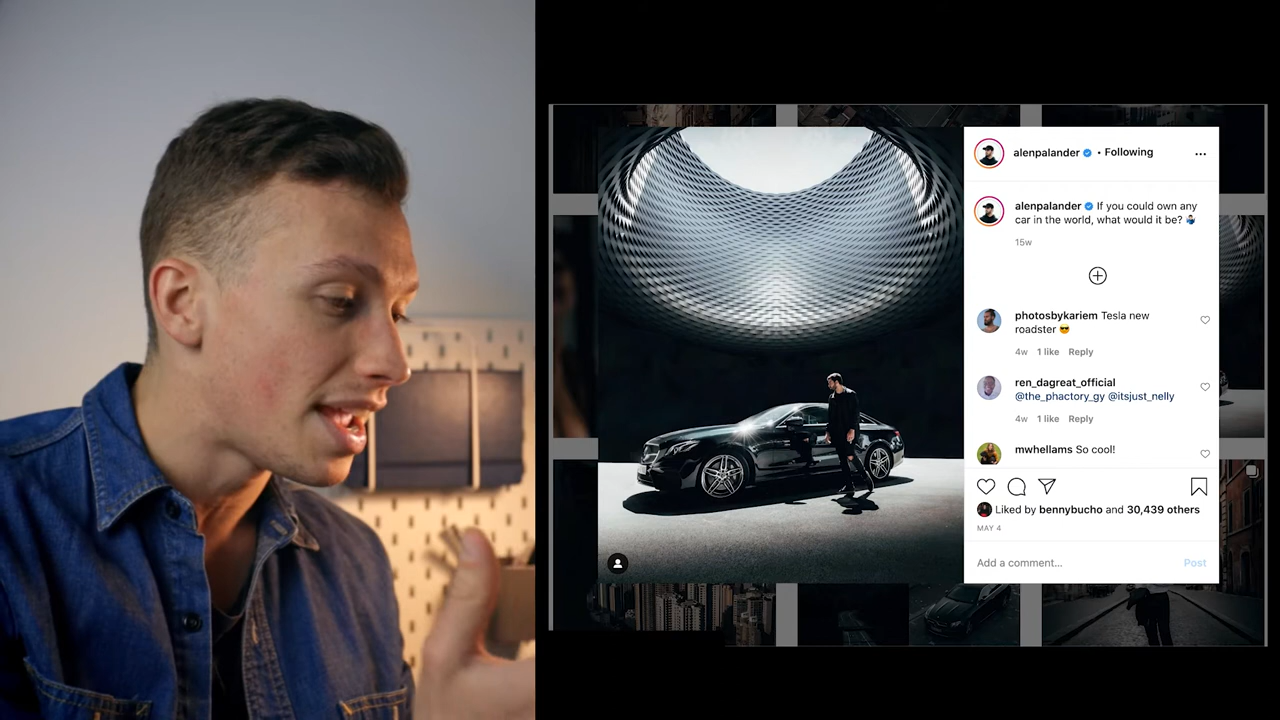 alenpalander • Following
alenpalander If you could own any
car in the world, what would it be?
15w
photosbykariem Tesla new
roadster
4w 1 like Reply
ren_dagreat_official
@the_phactory_gy @itsjust_nelly
4w 1 like Reply
mwhellams So cool!
Liked by bennybucho and 30,439 others
MAY 4
Add a comment... Post